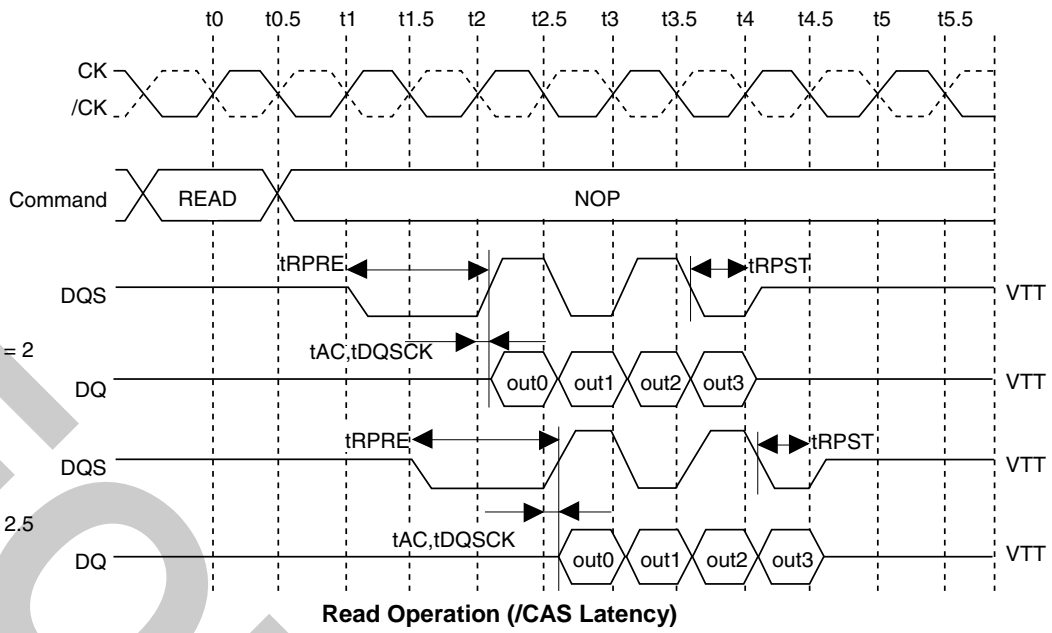 t0 t0.5 t1 t1.5 t2 t2.5 t3 t3.5 t4 t4.5 t5 t5.5
CK
/CK
Command READ NOP
tRPRE tRPST
DQS VTT
= 2
tAC,tDQSCK
DQ out0 out1 out2 out3 VTT
tRPRE tRPST
DQS VTT
2.5
tAC,tDQSCK
DQ out0 out1 out2 out3 VTT
Read Operation (/CAS Latency)